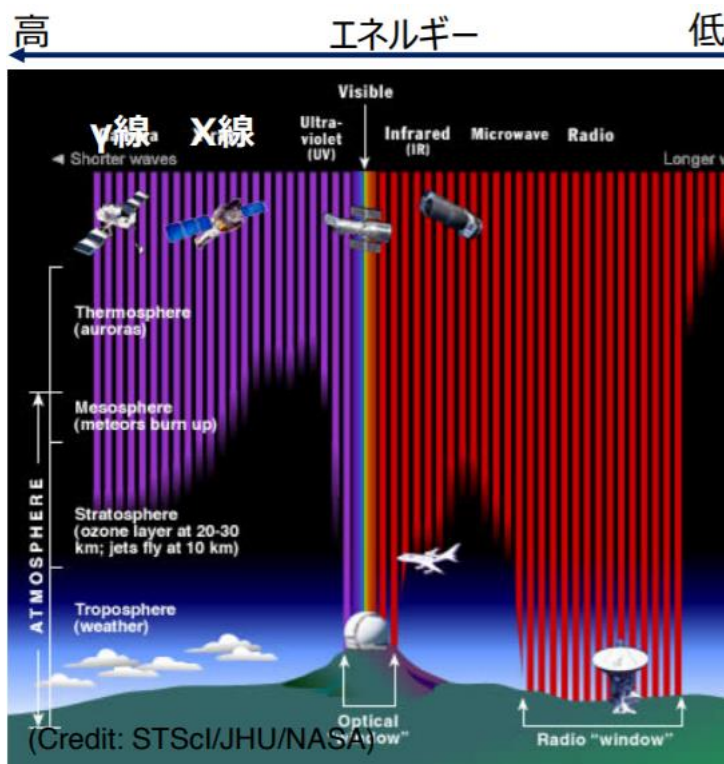 高 エネルギー 低
Visible
γ線 X線
Ultra-
violet
(UV)
Infrared
(IR)
Microwave
Radio
◄ Shorter waves
Longer
Thermosphere
(auroras)
Mesosphere
(meteors burn up)
Stratosphere
(ozone layer at 20-30
km; jets fly at 10 km)
Troposphere
(weather)
ATMOSPHERE
Optical
"window"
Radio "window"
(Credit: STScI/JHU/NASA)